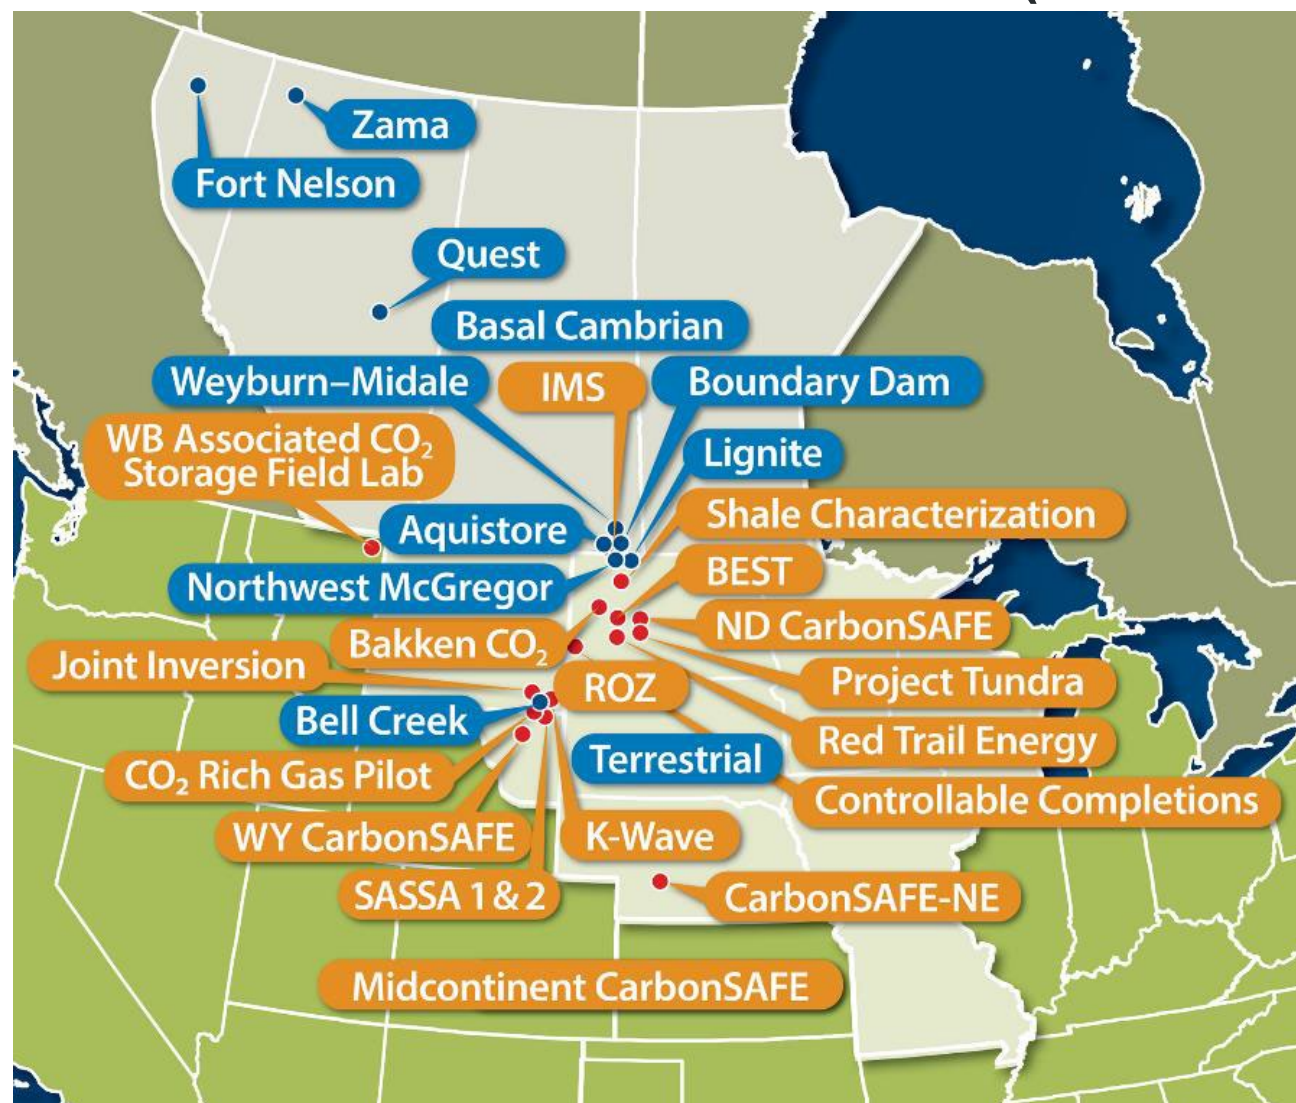 Zama
Fort Nelson
Quest
Basal Cambrian
Weyburn–Midale
IMS
Boundary Dam
WB Associated CO₂
Storage Field Lab
Lignite
Aquistore
Shale Characterization
Northwest McGregor
BEST
ND CarbonSAFE
Bakken CO₂
Joint Inversion
ROZ
Project Tundra
Bell Creek
Red Trail Energy
Terrestrial
CO₂ Rich Gas Pilot
Controllable Completions
WY CarbonSAFE
K-Wave
SASSA 1 & 2
CarbonSAFE-NE
Midcontinent CarbonSAFE